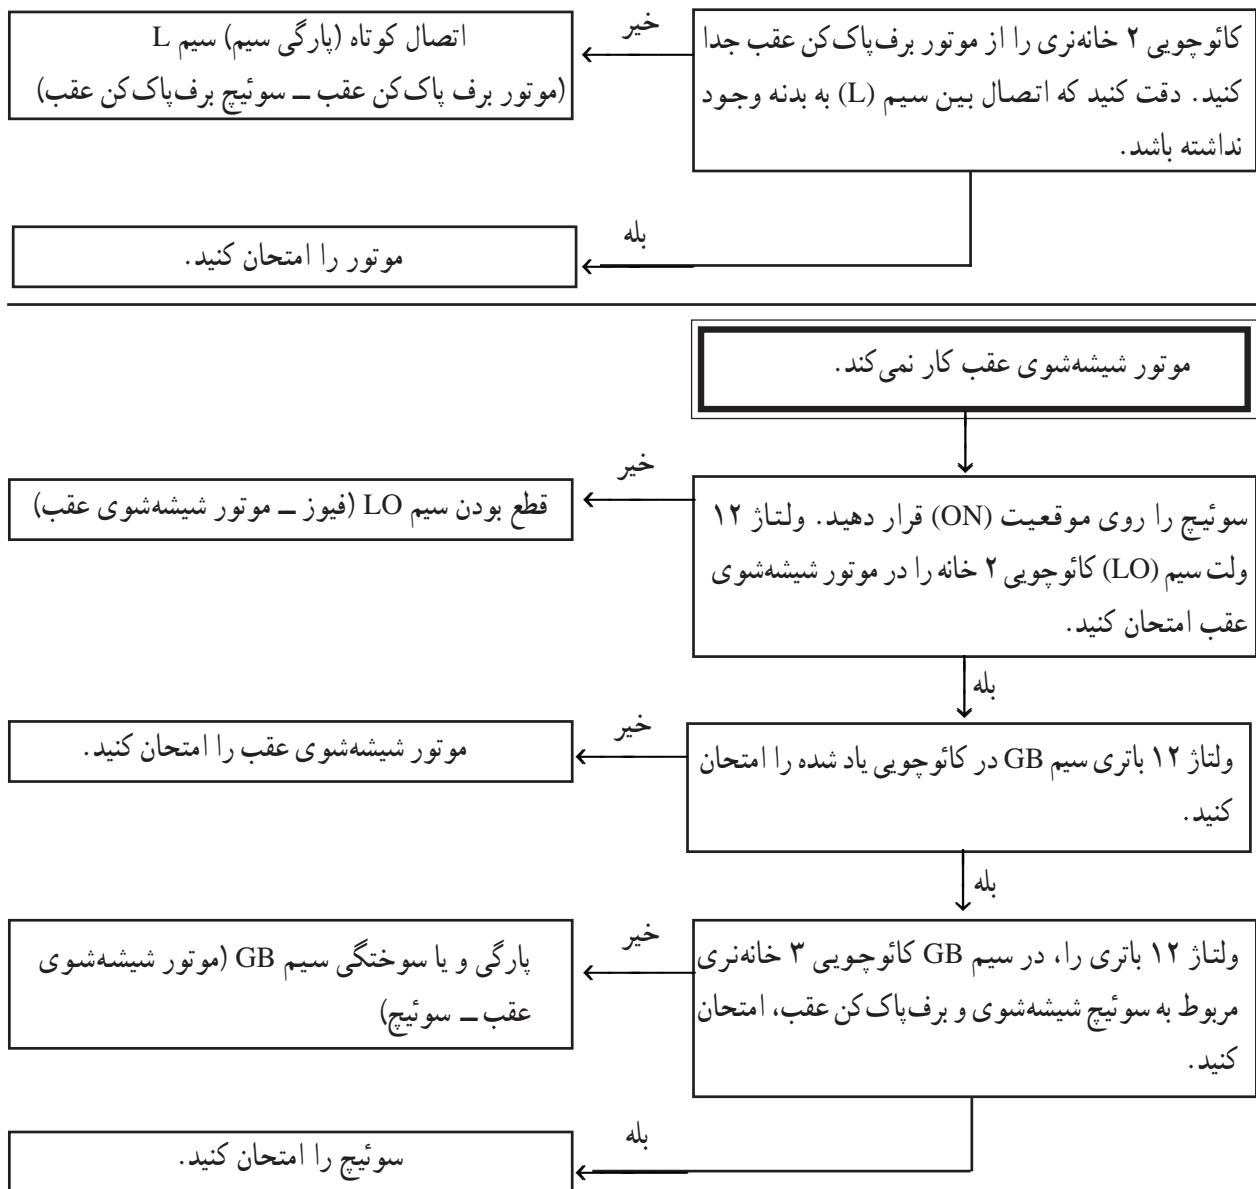 کائوچویی ۲ خانه‌نری را از موتور برف‌پاک‌کن عقب جدا
کنید. دقت کنید که اتصال بین سیم (L) به بدنه وجود
نداشته باشد.
خیر
اتصال کوتاه (پارگی سیم) سیم L
(موتور برف پاک‌کن عقب ــ سوئیچ برف‌پاک‌کن عقب)
بله
موتور را امتحان کنید.
موتور شیشه‌شوی عقب کار نمی‌کند.
سوئیچ را روی موقعیت (ON) قرار دهید. ولتاژ ۱۲
ولت سیم (LO) کائوچویی ۲ خانه را در موتور شیشه‌شوی
عقب امتحان کنید.
خیر
قطع بودن سیم LO (فیوز ــ موتور شیشه‌شوی عقب)
بله
ولتاژ ۱۲ باتری سیم GB در کائوچویی یاد شده را امتحان
کنید.
خیر
موتور شیشه‌شوی عقب را امتحان کنید.
بله
ولتاژ ۱۲ باتری را، در سیم GB کائوچویی ۳ خانه‌نری
مربوط به سوئیچ شیشه‌شوی و برف‌پاک‌کن عقب، امتحان
کنید.
خیر
پارگی و یا سوختگی سیم GB (موتور شیشه‌شوی
عقب ــ سوئیچ)
بله
سوئیچ را امتحان کنید.